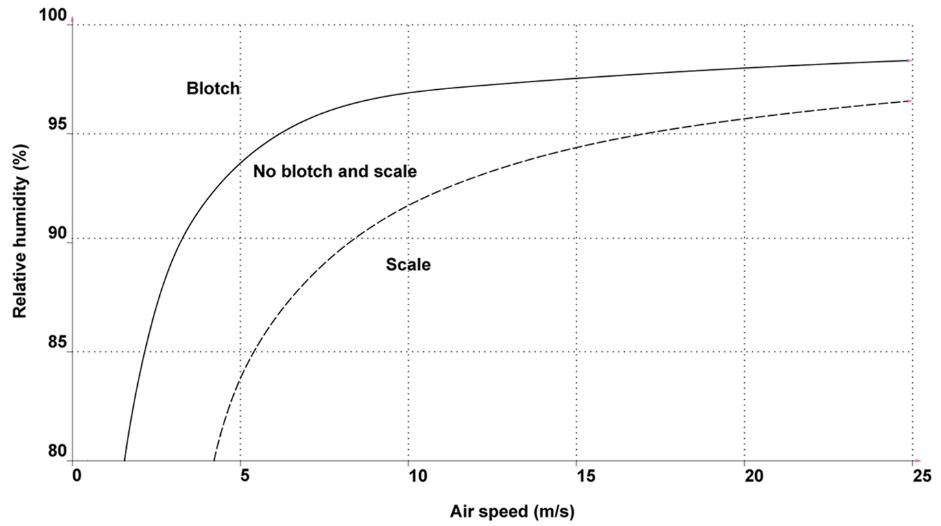 100
95
90
85
80
Relative humidity (%)
Blotch
No blotch and scale
Scale
0 5 10 15 20 25
Air speed (m/s)